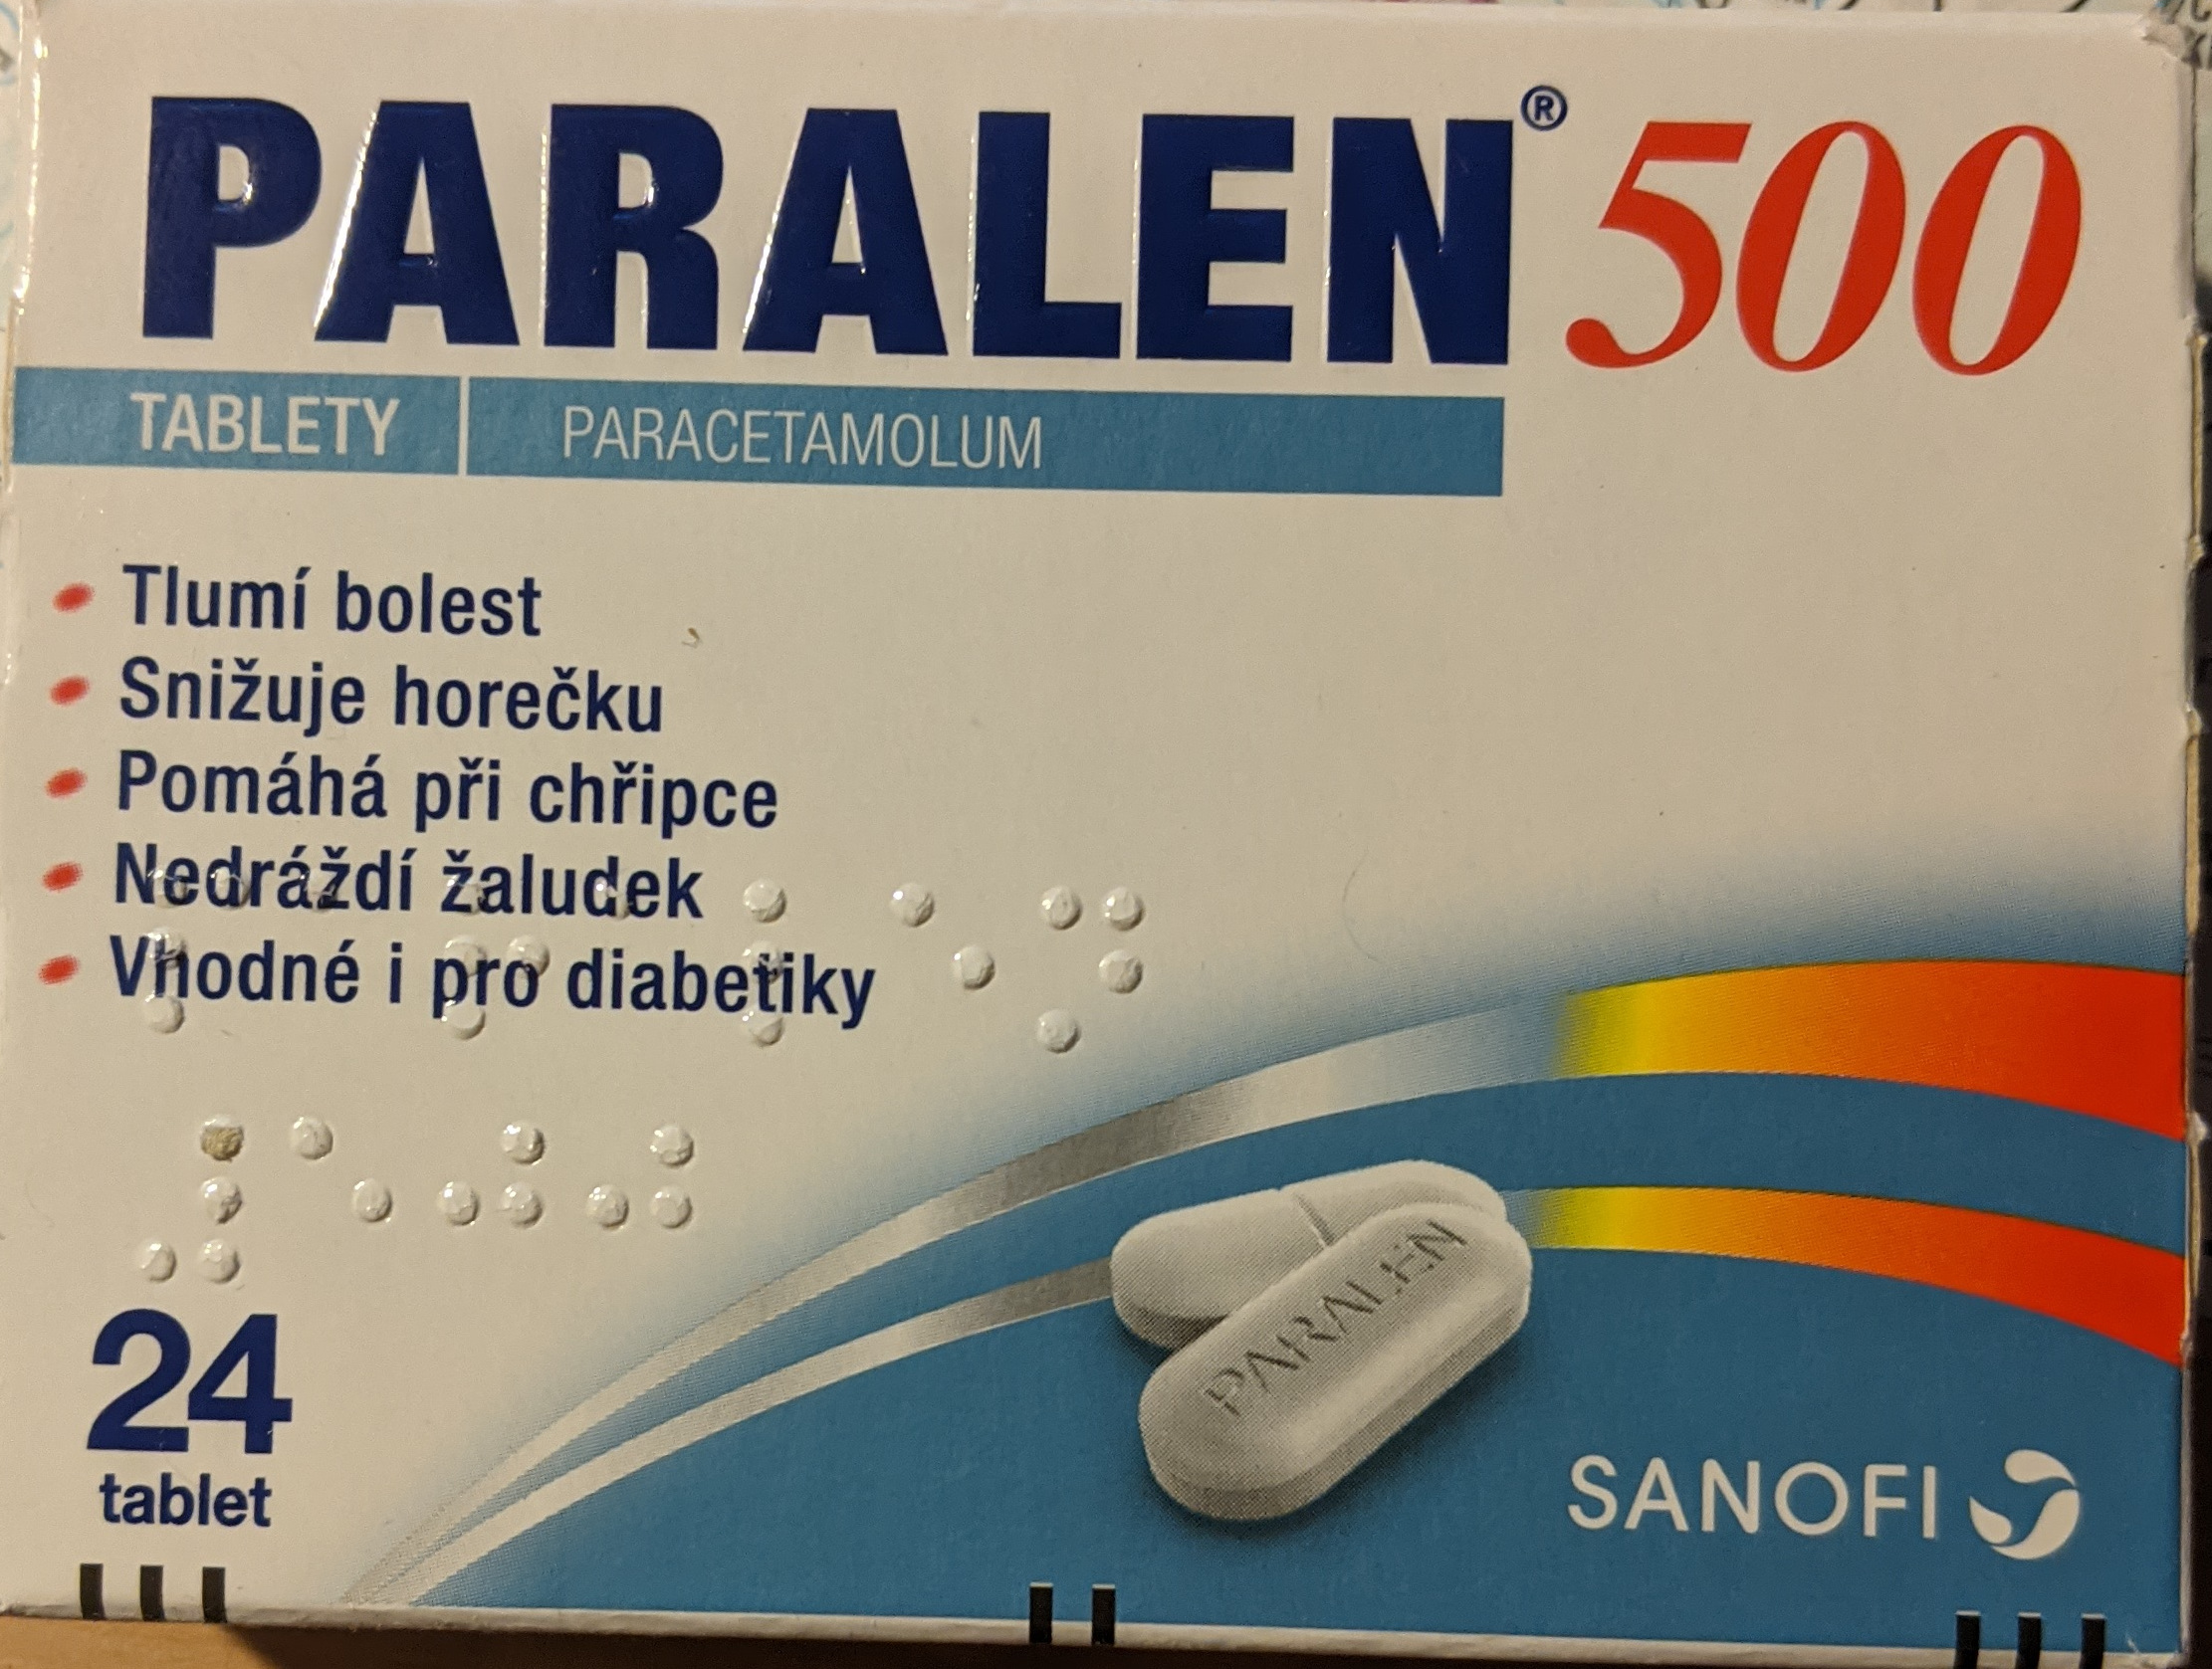 PARALEN® 500
TABLETY PARACETAMOLUM
Tlumí bolest
Snižuje horečku
Pomáhá při chřipce
Nedráždí žaludek
Vhodné i pro diabetiky
⠏⠁⠗⠁⠇⠑⠝
⠼⠑⠚⠚
24
tablet
PARALEN
SANOFI